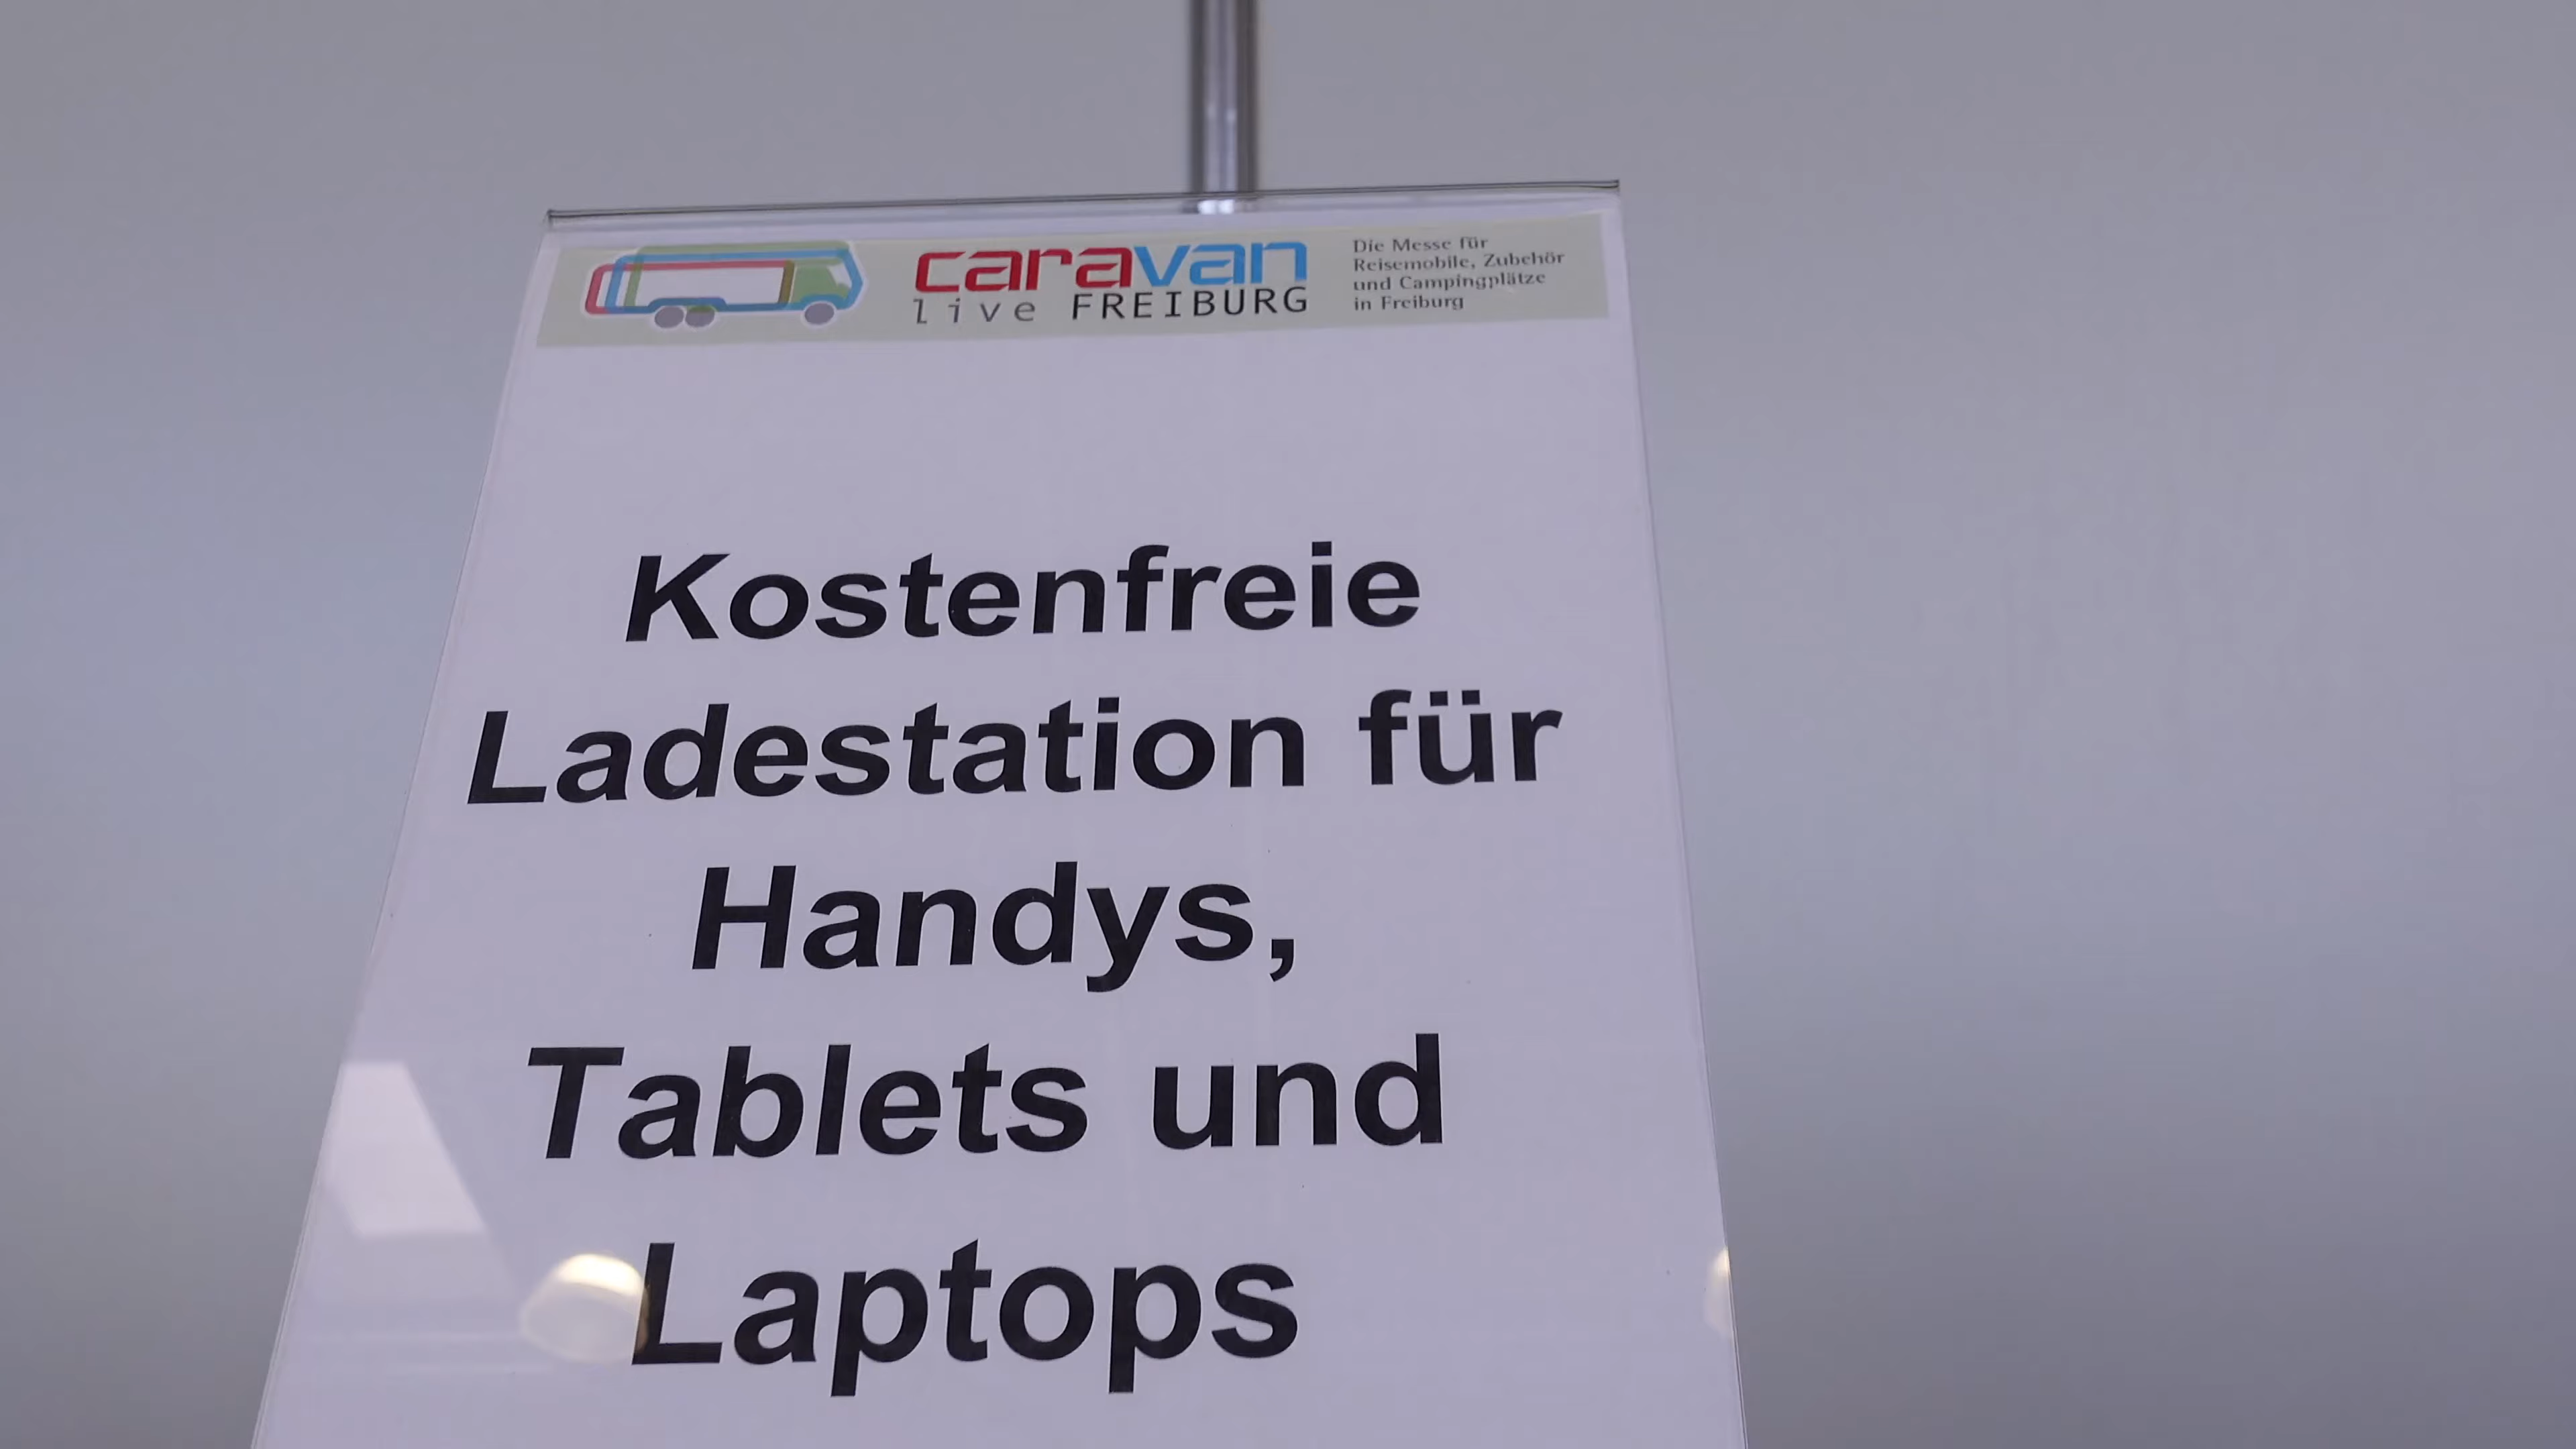 caravan
live FREIBURG
Die Messe für
Reisemobile, Zubehör
und Campingplätze
in Freiburg
Kostenfreie
Ladestation für
Handys,
Tablets und
Laptops